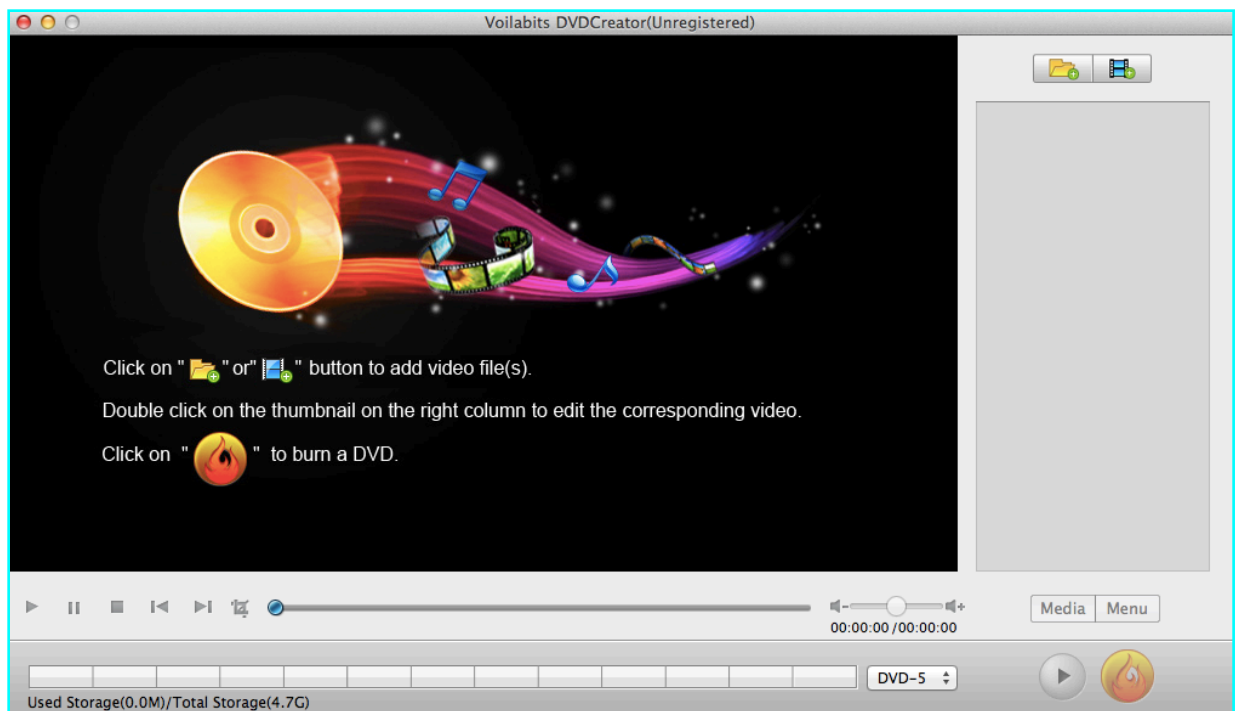 Voilabits DVDCreator(Unregistered)
Click on " "or" " button to add video file(s).
Double click on the thumbnail on the right column to edit the corresponding video.
Click on " " to burn a DVD.
00:00:00/00:00:00
Media Menu
DVD-5
Used Storage(0.0M)/Total Storage(4.7G)